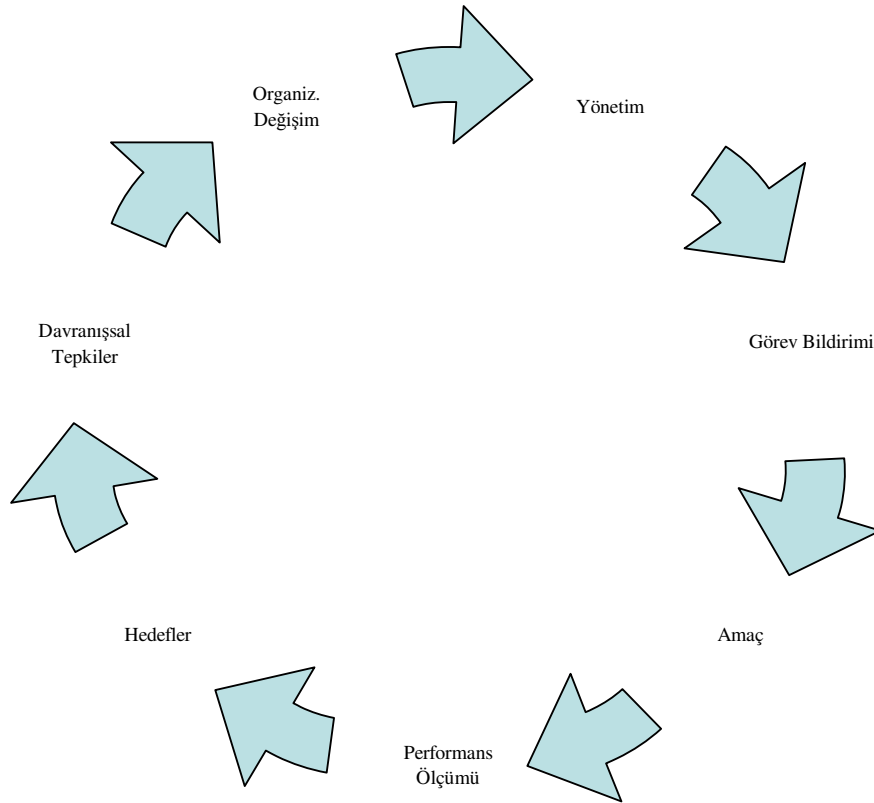 Organiz.
Değişim
Yönetim
Görev Bildirimi
Amaç
Performans
Ölçümü
Hedefler
Davranışsal
Tepkiler